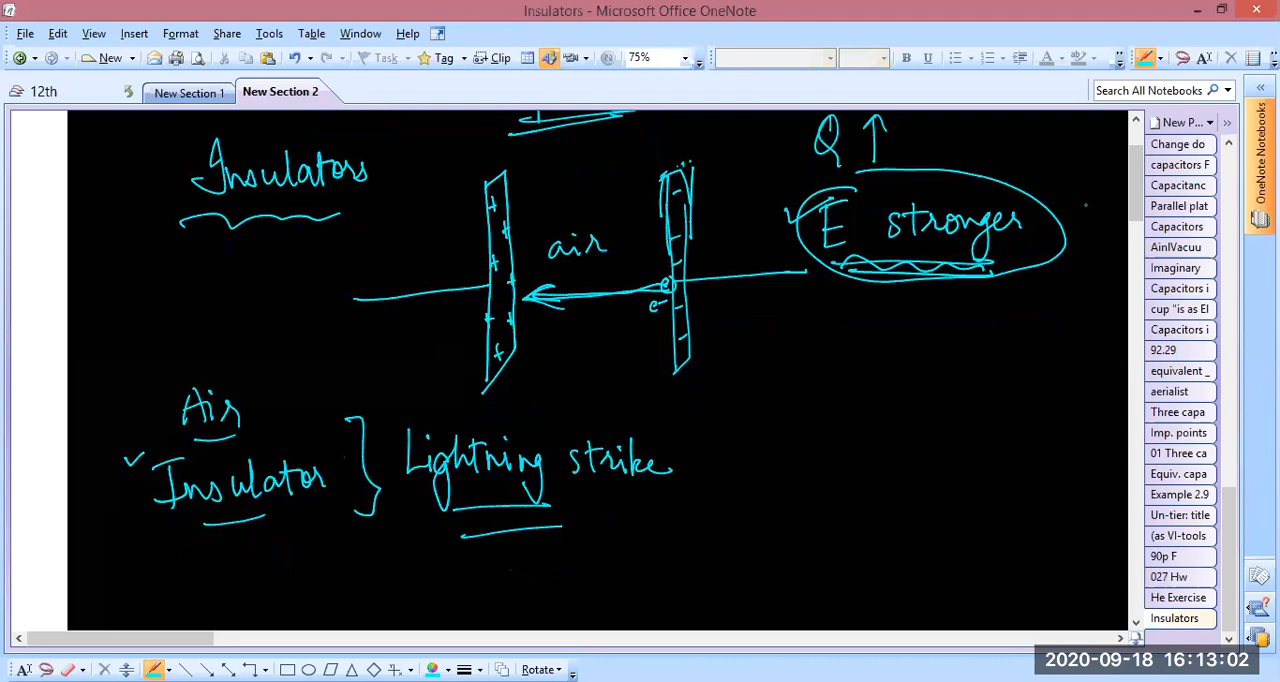 Insulators - Microsoft Office OneNote
File Edit View Insert Format Share Tools Table Window Help
New Task Tag Clip 75% B U
12th New Section 1 New Section 2 Search All Notebooks
OneNote Notebooks
New P...
Change do
capacitors F
Capacitanc
Parallel plat
Capacitors
AinIVacuu
Imaginary
Capacitors i
cup "is as El
Capacitors i
92.29
equivalent _
aerialist
Three capa
Imp. points
01 Three ca
Equiv. capa
Example 2.9
Un-tier: title
(as VI-tools
90p F
027 Hw
He Exercise
Insulators
Q ↑
Insulators
E stronger
air
+ + + + + + +
- - - - - -
e
e-
Air
Insulator } Lightning strike
2020-09-18 16:13:02
Rotate